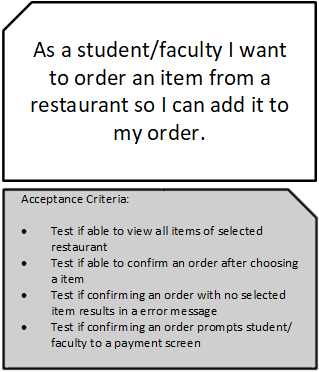 As a student/faculty I want
to order an item from a
restaurant so I can add it to
my order.
Acceptance Criteria:
• Test if able to view all items of selected
restaurant
• Test if able to confirm an order after choosing
a item
• Test if confirming an order with no selected
item results in a error message
• Test if confirming an order prompts student/
faculty to a payment screen